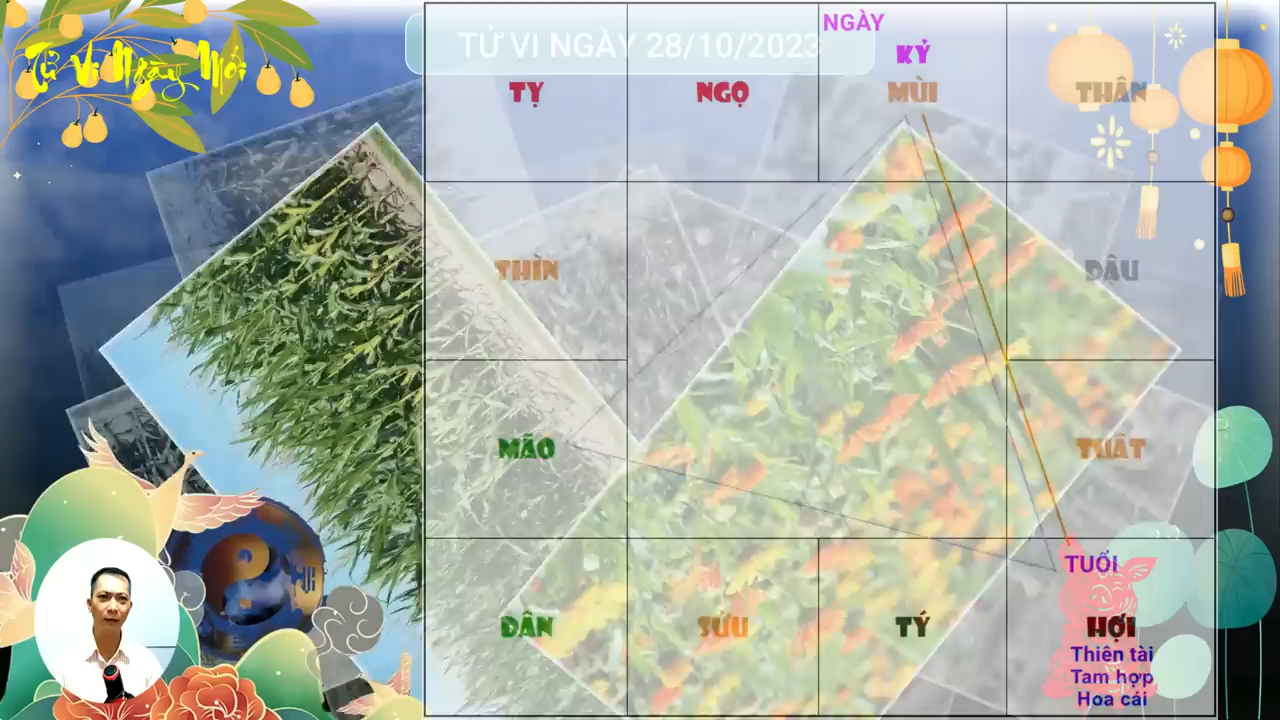 Tử Vi Ngày Mới
TỬ VI NGÀY 28/10/2023
NGÀY
KỶ
TỴ
NGỌ
MÙI
THÂN
THÌN
DẬU
MÃO
TUẤT
TUỔI
DẦN
SỬU
TÝ
HỢI
Thiên tài
Tam hợp
Hoa cái